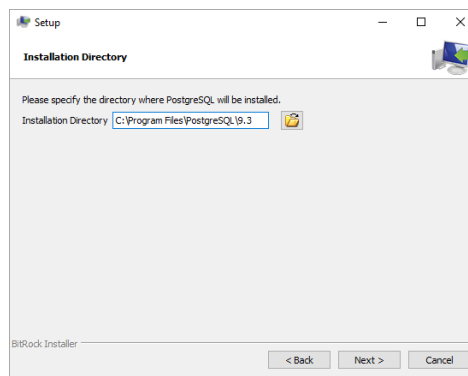 Setup
Installation Directory
Please specify the directory where PostgreSQL will be installed.
Installation Directory C:\Program Files\PostgreSQL\9.3
BitRock Installer
< Back Next > Cancel